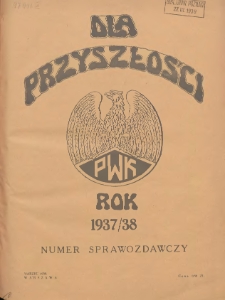 DLA
PRZYSZŁOŚCI
PWK
ROK
1937/38
NUMER SPRAWOZDAWCZY